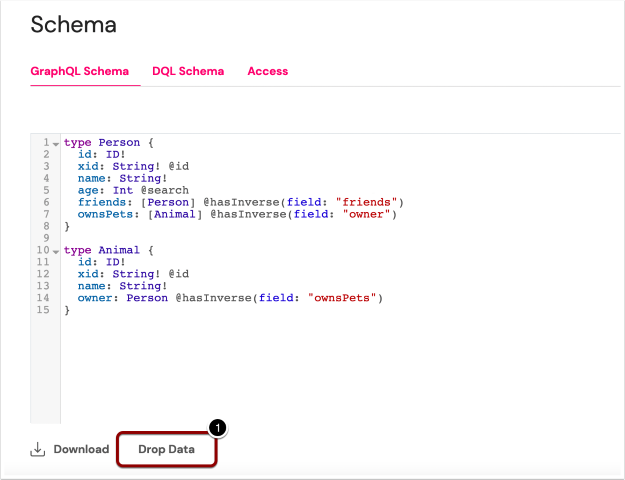 Schema
GraphQL Schema DQL Schema Access
1 type Person {
2 id: ID!
3 xid: String! @id
4 name: String!
5 age: Int @search
6 friends: [Person] @hasInverse(field: "friends")
7 ownsPets: [Animal] @hasInverse(field: "owner")
8 }
9
10 type Animal {
11 id: ID!
12 xid: String! @id
13 name: String!
14 owner: Person @hasInverse(field: "ownsPets")
15 }
1
Download Drop Data